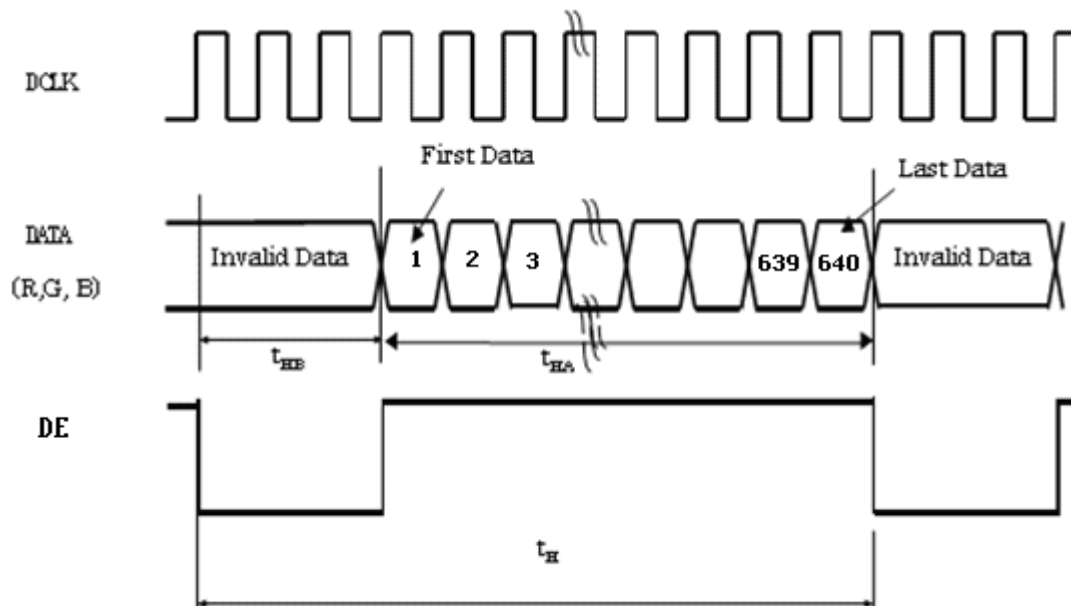 DCLK
First Data
Last Data
DATA
(R,G, B)
Invalid Data
1
2
3
639
640
Invalid Data
tHB
tHA
DE
tH